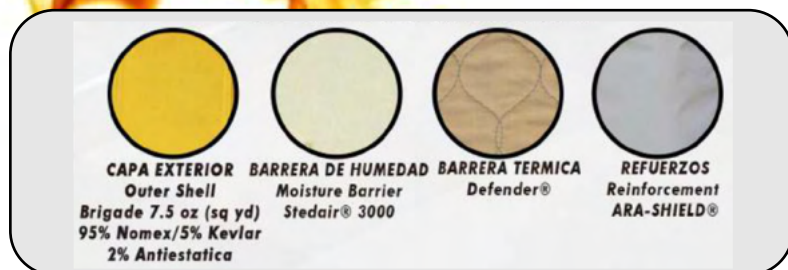 CAPA EXTERIOR
Outer Shell
Brigade 7.5 oz (sq yd)
95% Nomex/5% Kevlar
2% Antiestatica
BARRERA DE HUMEDAD
Moisture Barrier
Stedair® 3000
BARRERA TERMICA
Defender®
REFUERZOS
Reinforcement
ARA-SHIELD®